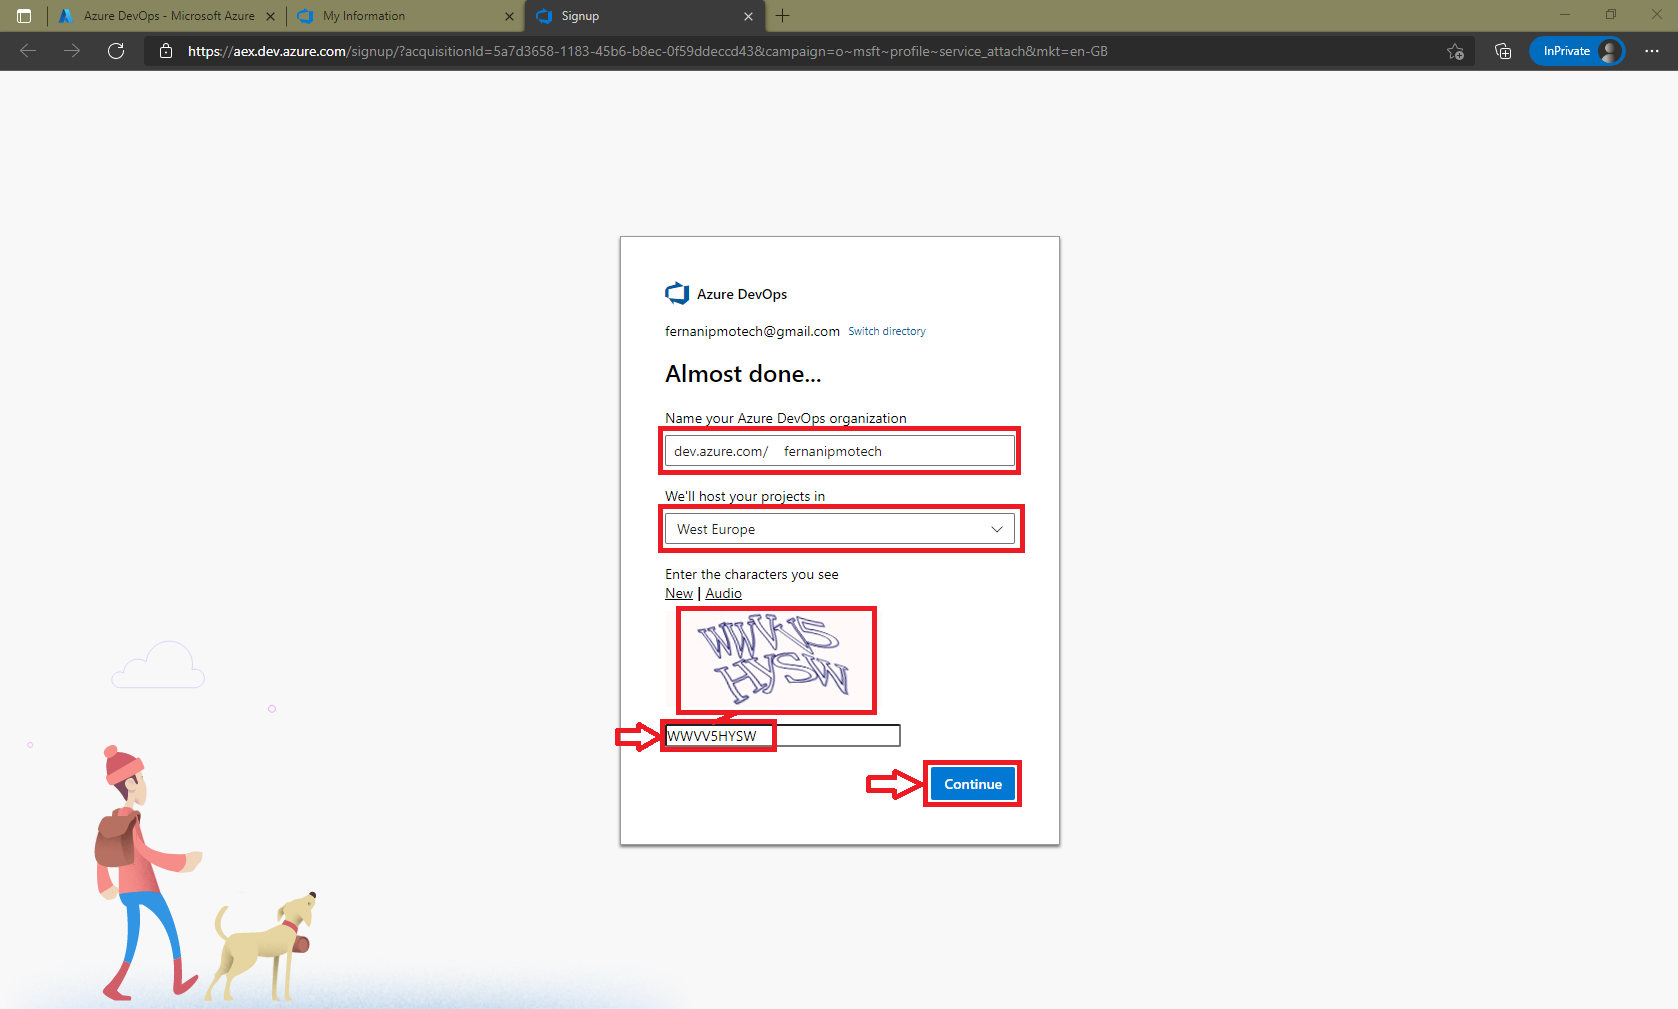 Azure DevOps - Microsoft Azure
My Information
Signup
https://aex.dev.azure.com/signup/?acquisitionId=5a7d3658-1183-45b6-b8ec-0f59ddeccd43&campaign=o~msft~profile~service_attach&mkt=en-GB
InPrivate
Azure DevOps
fernanipmotech@gmail.com Switch directory
Almost done...
Name your Azure DevOps organization
dev.azure.com/ fernanipmotech
We'll host your projects in
West Europe
Enter the characters you see
New | Audio
WWVV5HYSW
Continue